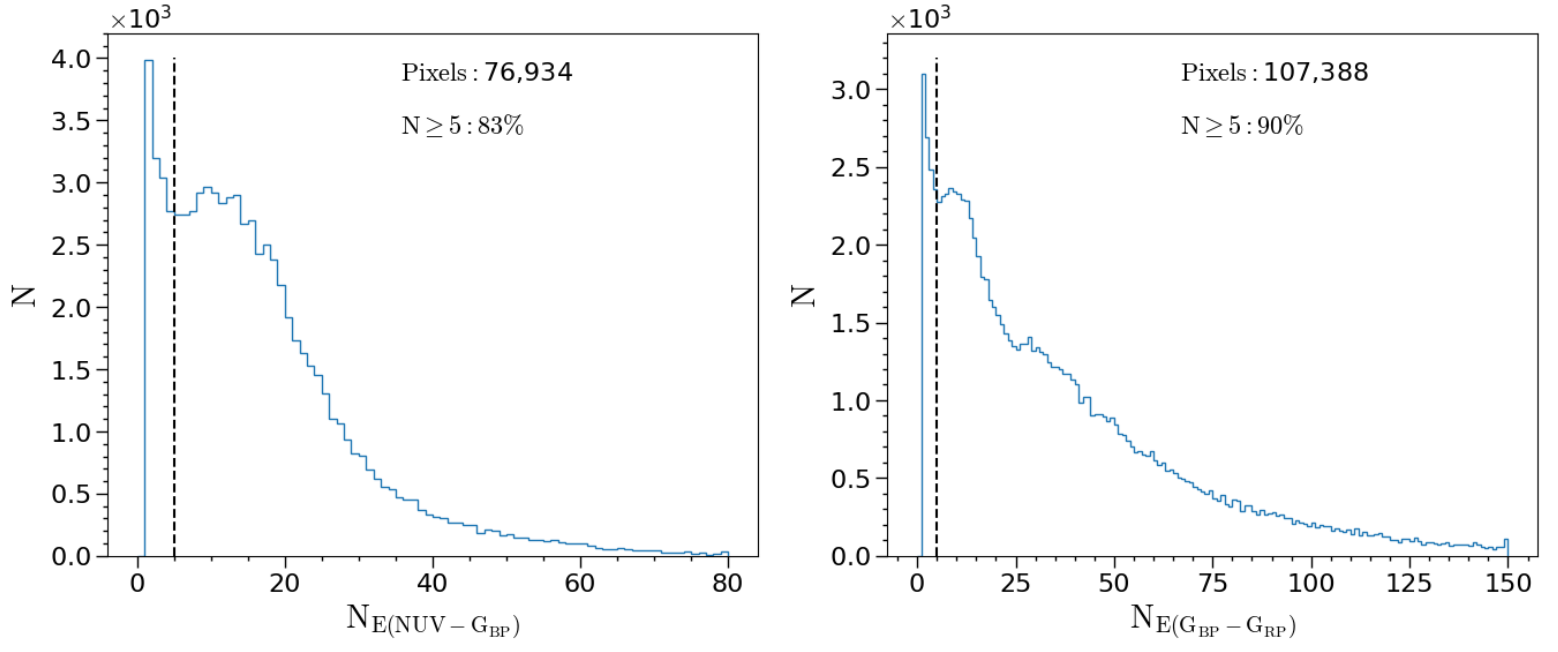 ×10³
4.0
3.5
3.0
2.5
2.0
1.5
1.0
0.5
0.0
N
Pixels : 76,934
N ≥ 5 : 83%
0 20 40 60 80
N_E(NUV − G_BP)
×10³
3.0
2.5
2.0
1.5
1.0
0.5
0.0
N
Pixels : 107,388
N ≥ 5 : 90%
0 25 50 75 100 125 150
N_E(G_BP − G_RP)